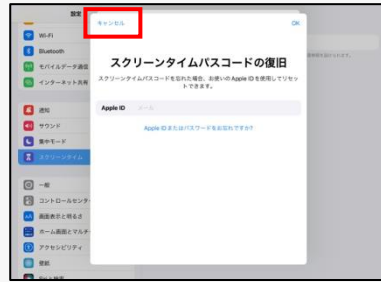 設定
Wi-Fi
Bluetooth
モバイルデータ通信
インターネット共有
通知
サウンド
集中モード
スクリーンタイム
一般
コントロールセンター
画面表示と明るさ
ホーム画面とマルチ
アクセシビリティ
壁紙
キャンセル
OK
スクリーンタイムパスコードの復旧
スクリーンタイムパスコードを忘れた場合、お使いのApple IDを使用してリセッ
トできます。
Apple ID
メール
Apple IDまたはパスワードをお忘れですか?